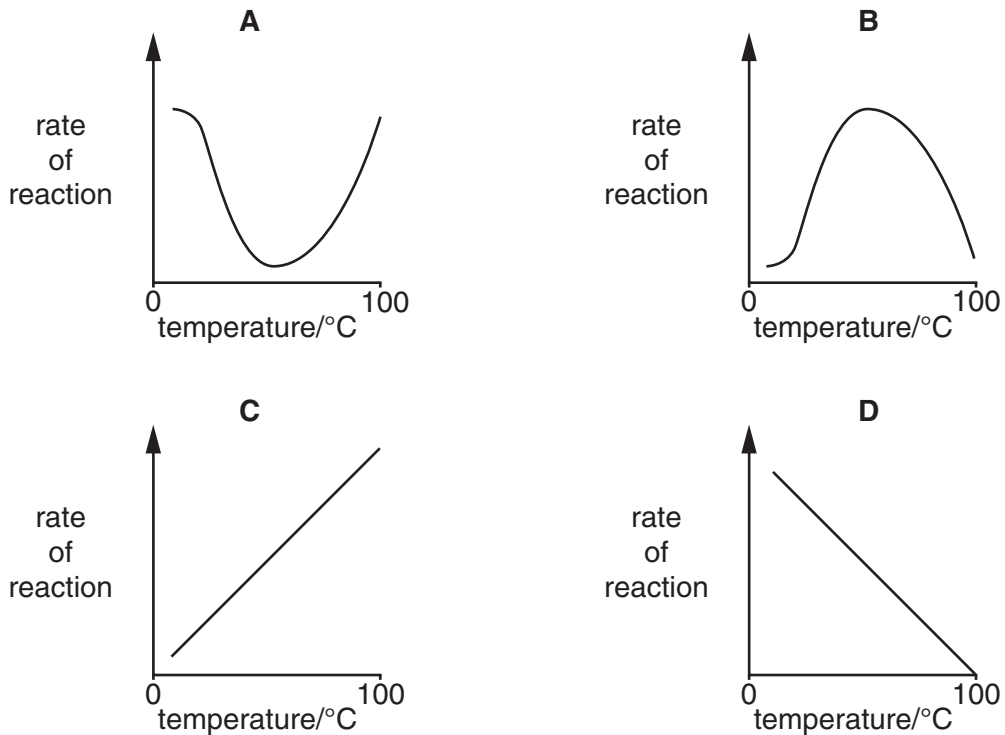 A
rate
of
reaction
0
100
temperature/°C
B
rate
of
reaction
0
100
temperature/°C
C
rate
of
reaction
0
100
temperature/°C
D
rate
of
reaction
0
100
temperature/°C